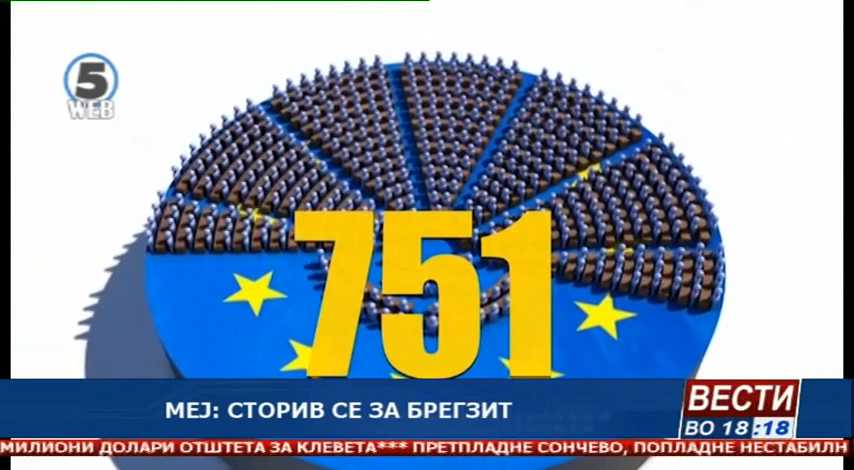 5
WEB
751
МЕЈ: СТОРИВ СЕ ЗА БРЕГЗИТ
ВЕСТИ
ВО 18:18
МИЛИОНИ ДОЛАРИ ОТШТЕТА ЗА КЛЕВЕТА*** ПРЕТПЛАДНЕ СОНЧЕВО, ПОПЛАДНЕ НЕСТАБИЛН